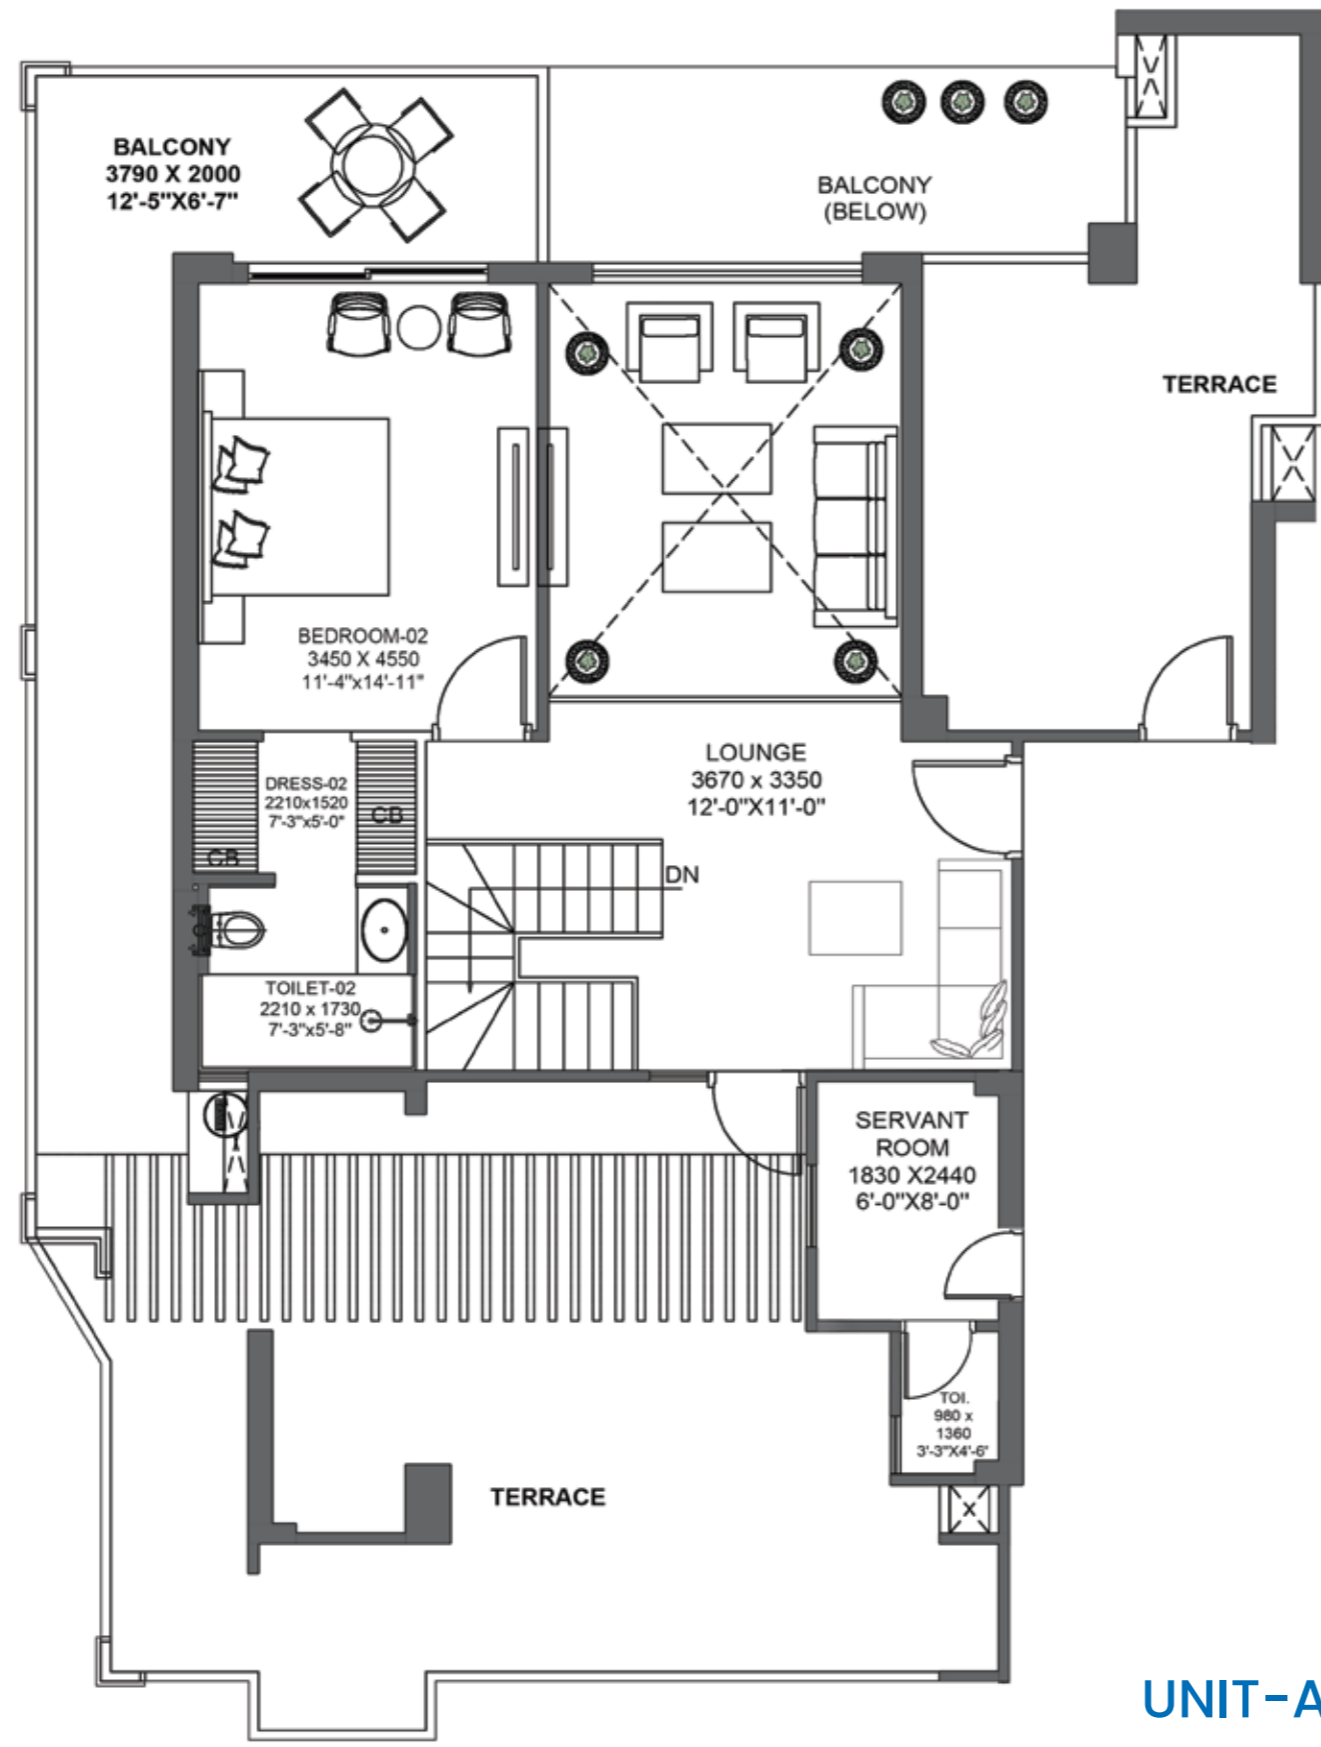 BALCONY
3790 X 2000
12'-5"X6'-7"
BALCONY
(BELOW)
TERRACE
BEDROOM-02
3450 X 4550
11'-4"x14'-11"
LOUNGE
3670 x 3350
12'-0"X11'-0"
DRESS-02
2210x1520
7'-3"x5'-0"
CB
CB
DN
TOILET-02
2210 x 1730
7'-3"x5'-8"
SERVANT
ROOM
1830 X2440
6'-0"X8'-0"
TOI.
980 x
1360
3'-3"X4'-6"
TERRACE
X
UNIT-A